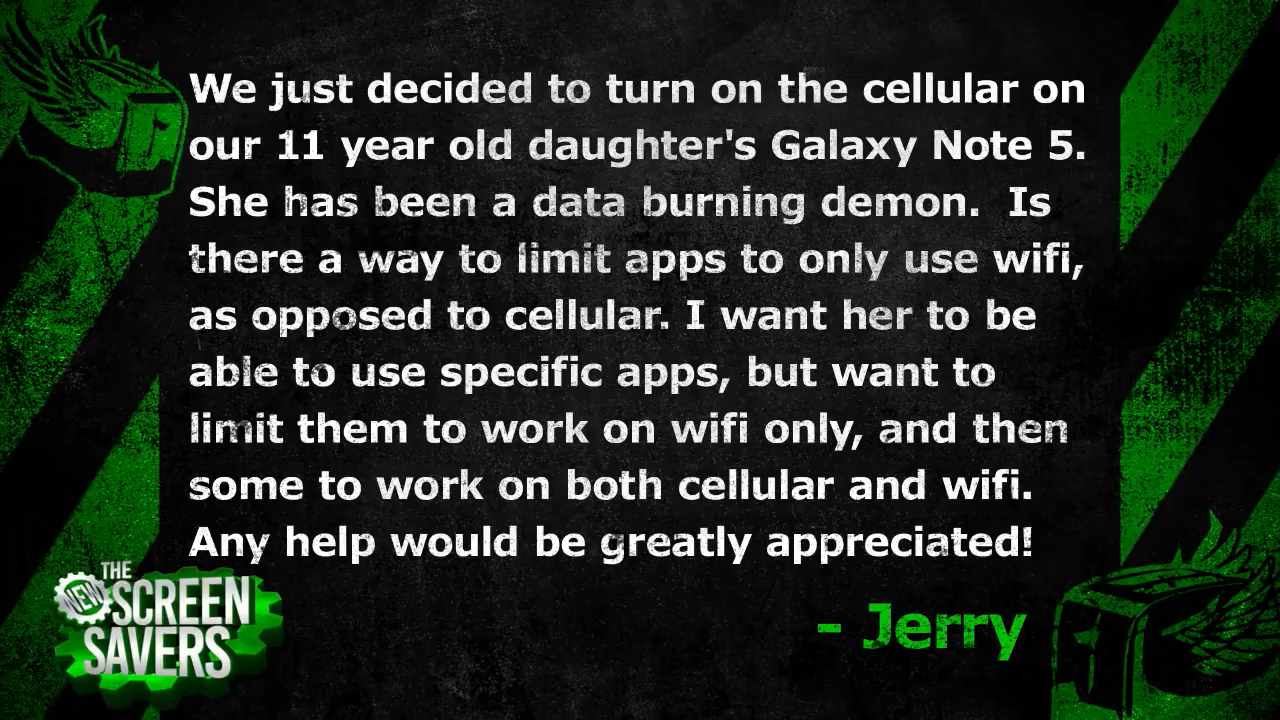 We just decided to turn on the cellular on
our 11 year old daughter's Galaxy Note 5.
She has been a data burning demon.  Is
there a way to limit apps to only use wifi,
as opposed to cellular. I want her to be
able to use specific apps, but want to
limit them to work on wifi only, and then
some to work on both cellular and wifi.
Any help would be greatly appreciated!
- Jerry
THE
NEW SCREEN
SAVERS